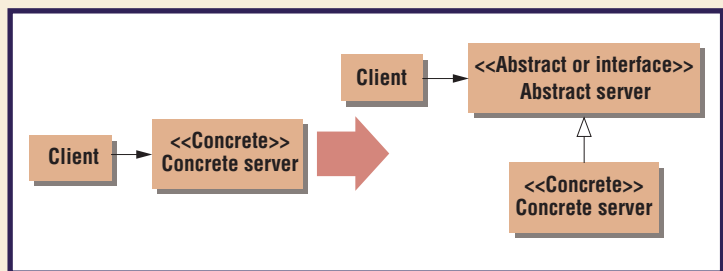 Client
<<Concrete>>
Concrete server
Client
<<Abstract or interface>>
Abstract server
<<Concrete>>
Concrete server